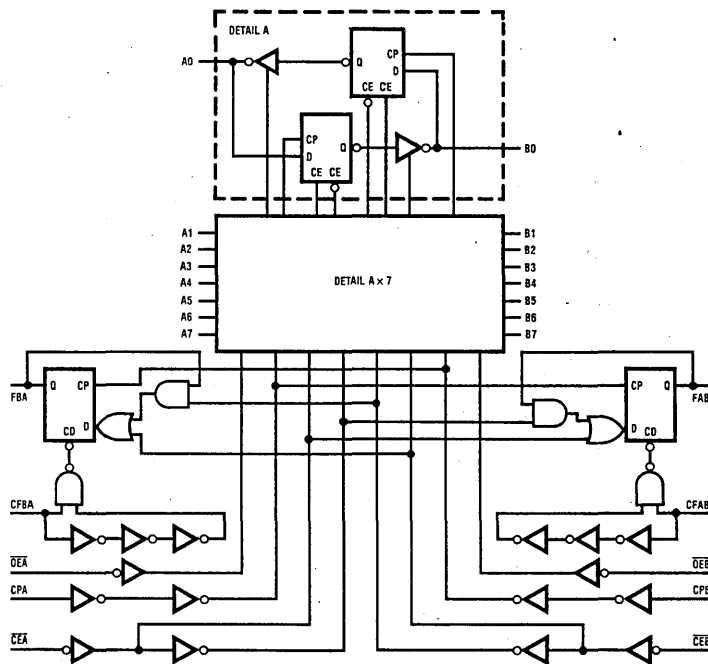 DETAIL A
A0
Q
CP
D
CE CE
CP
D
Q
CE CE
B0
A1
A2
A3
A4
A5
A6
A7
DETAIL A × 7
B1
B2
B3
B4
B5
B6
B7
FBA
Q CP
D
CD
CP Q
D
CD
FAB
CFBA
CFAB
OEA
OEB
CPA
CPB
CEA
CEB